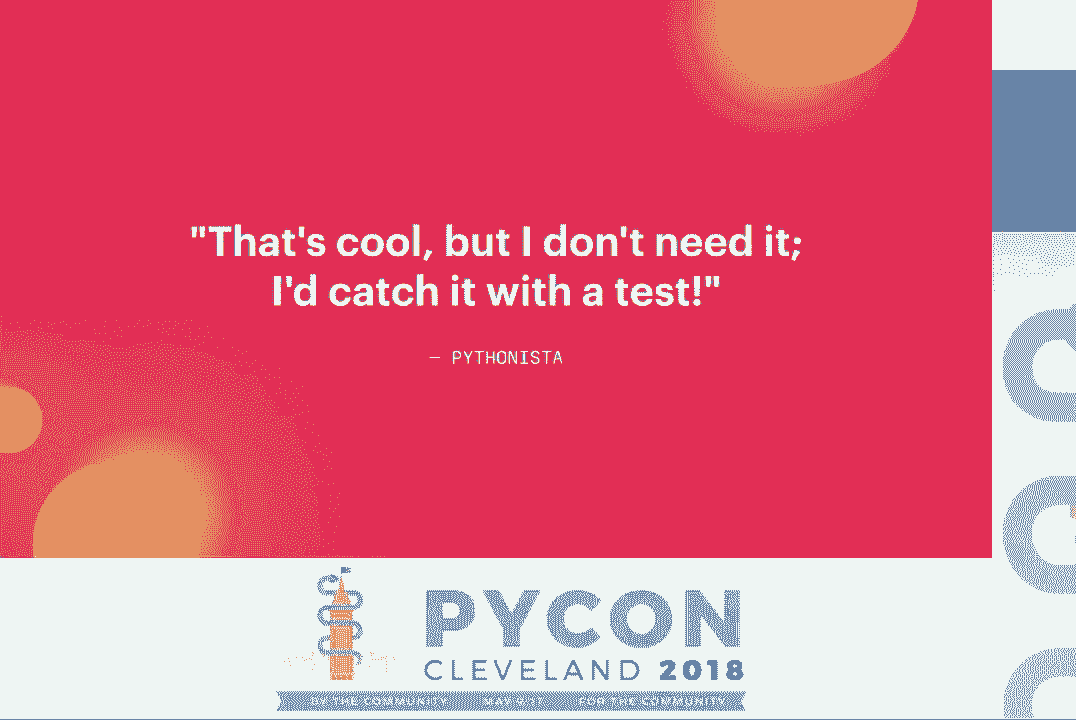 "That's cool, but I don't need it;
I'd catch it with a test!"
— PYTHONISTA
PYCON
CLEVELAND 2018
BY THE COMMUNITY FOR THE COMMUNITY